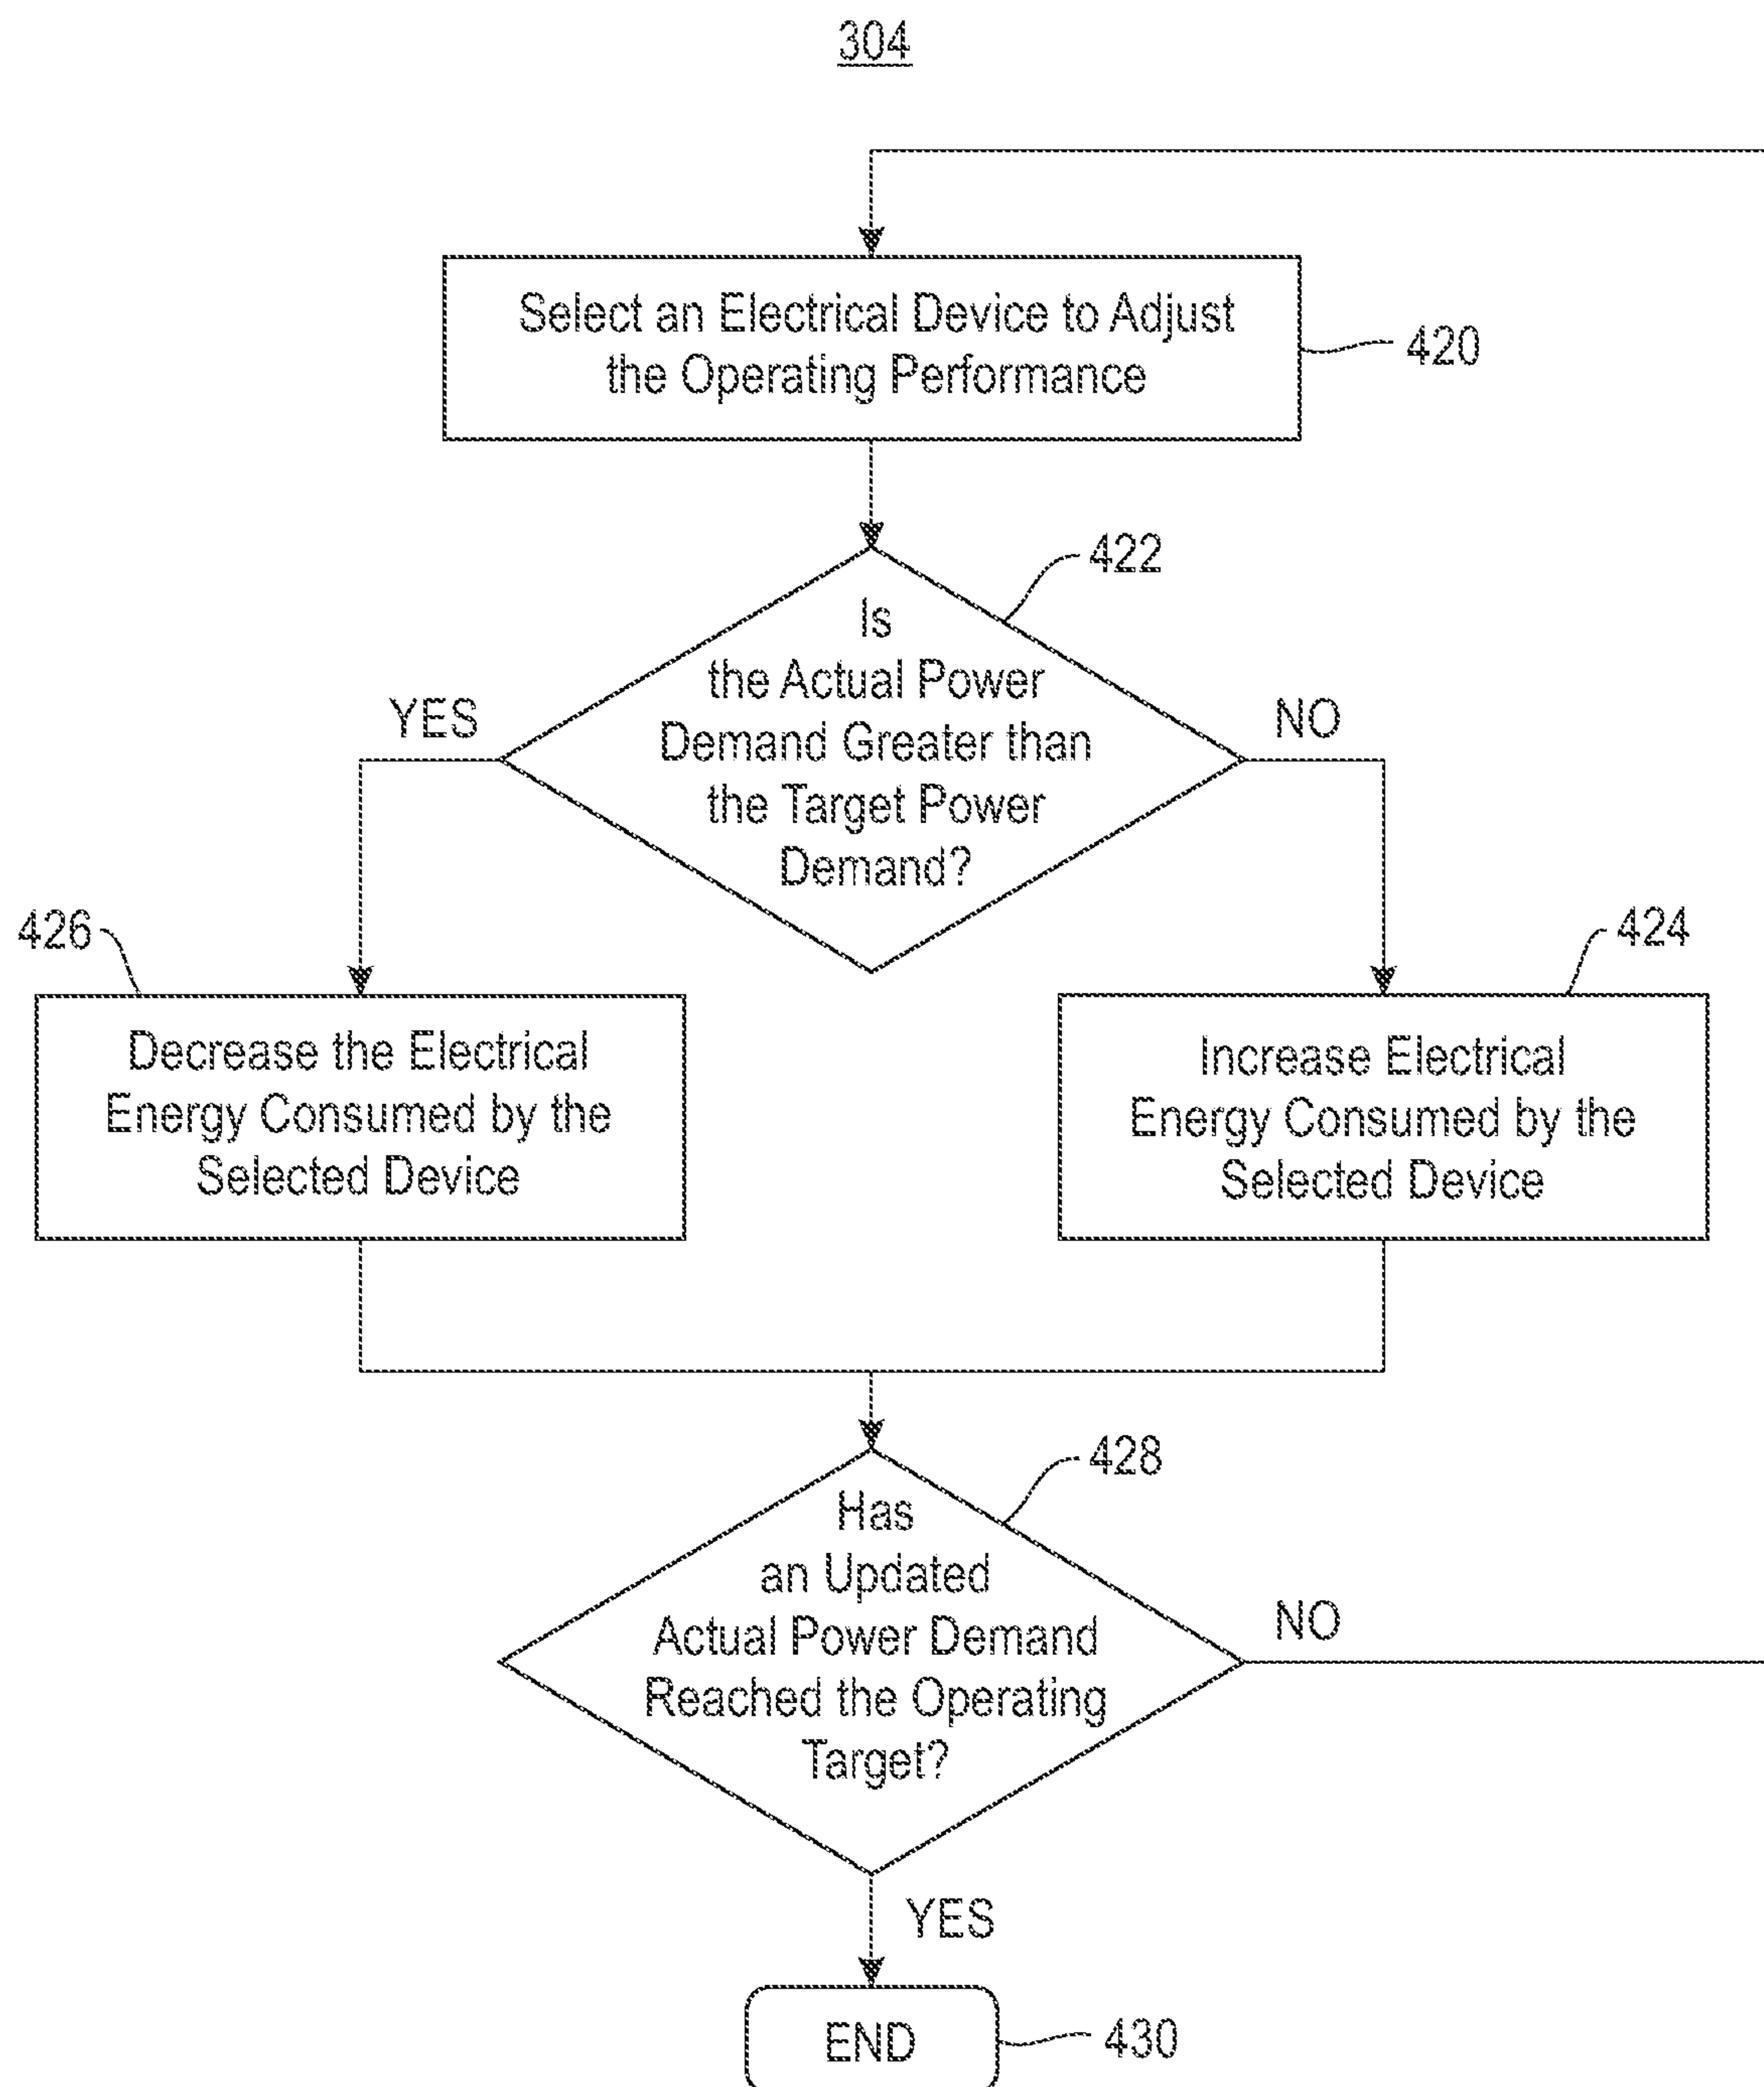 304
Select an Electrical Device to Adjust
the Operating Performance
420
422
Is
the Actual Power
Demand Greater than
the Target Power
Demand?
YES
NO
426
424
Decrease the Electrical
Energy Consumed by the
Selected Device
Increase Electrical
Energy Consumed by the
Selected Device
428
Has
an Updated
Actual Power Demand
Reached the Operating
Target?
NO
YES
END
430